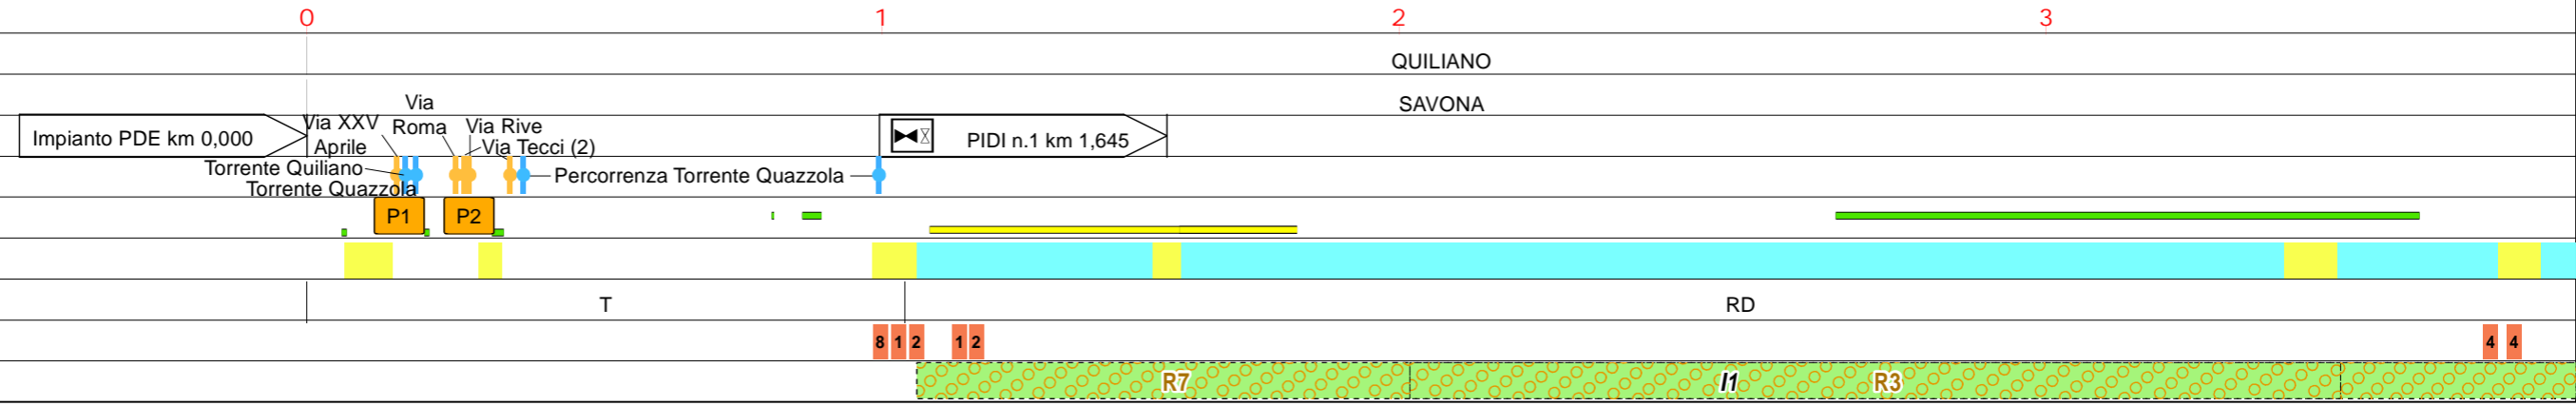 0 1 2 3
QUILIANO
SAVONA
Impianto PDE km 0,000
Via XXV
Aprile
Via
Roma
Via Rive
Via Tecci (2)
PIDI n.1 km 1,645
Torrente Quiliano
Torrente Quazzola
Percorrenza Torrente Quazzola
P1 P2
T RD
8 1 2 1 2 4 4
R7 I1 R3